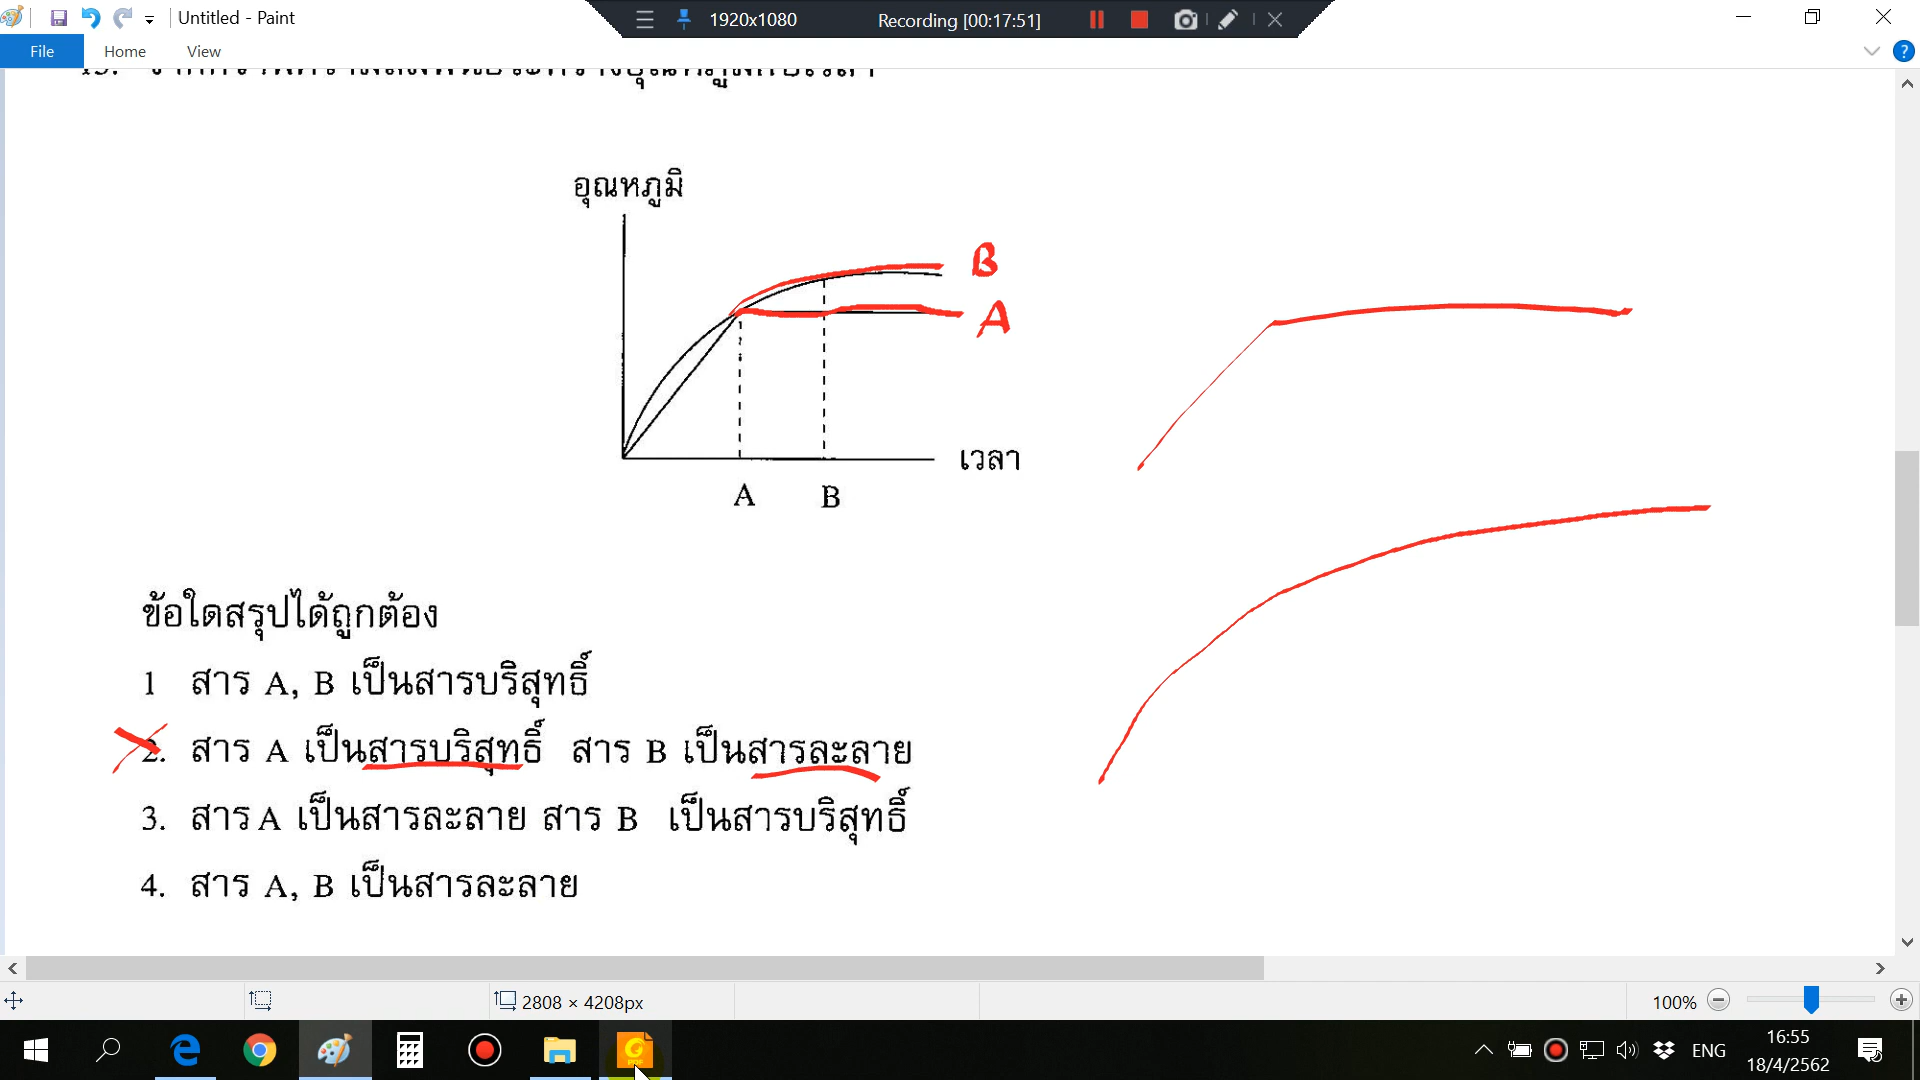 Untitled - Paint
1920x1080
Recording [00:17:51]
File
Home
View
อุณหภูมิ
B
A
เวลา
A
B
ข้อใดสรุปได้ถูกต้อง
1 สาร A, B เป็นสารบริสุทธิ์
2. สาร A เป็นสารบริสุทธิ์ สาร B เป็นสารละลาย
3. สาร A เป็นสารละลาย สาร B เป็นสารบริสุทธิ์
4. สาร A, B เป็นสารละลาย
2808 × 4208px
100%
ENG
16:55
18/4/2562